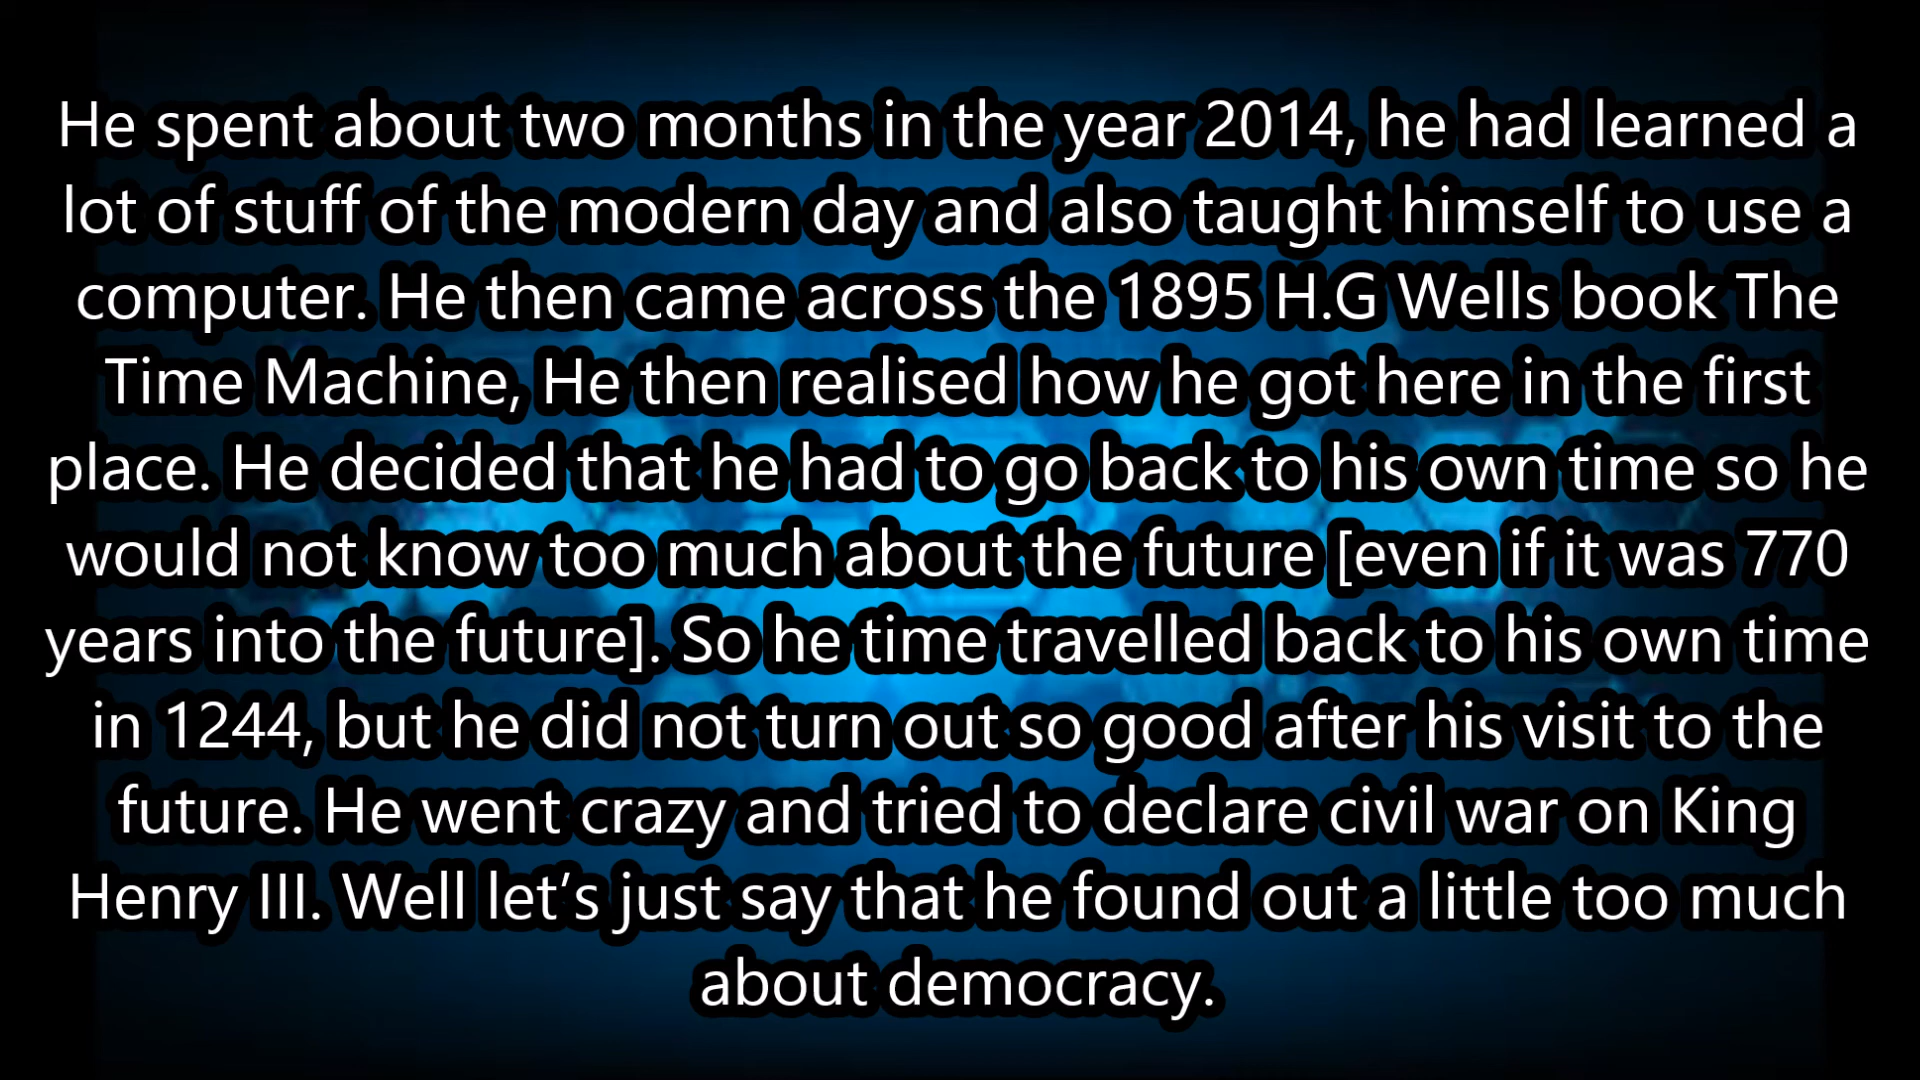 He spent about two months in the year 2014, he had learned a
lot of stuff of the modern day and also taught himself to use a
computer. He then came across the 1895 H.G Wells book The
Time Machine, He then realised how he got here in the first
place. He decided that he had to go back to his own time so he
would not know too much about the future [even if it was 770
years into the future]. So he time travelled back to his own time
in 1244, but he did not turn out so good after his visit to the
future. He went crazy and tried to declare civil war on King
Henry III. Well let’s just say that he found out a little too much
about democracy.